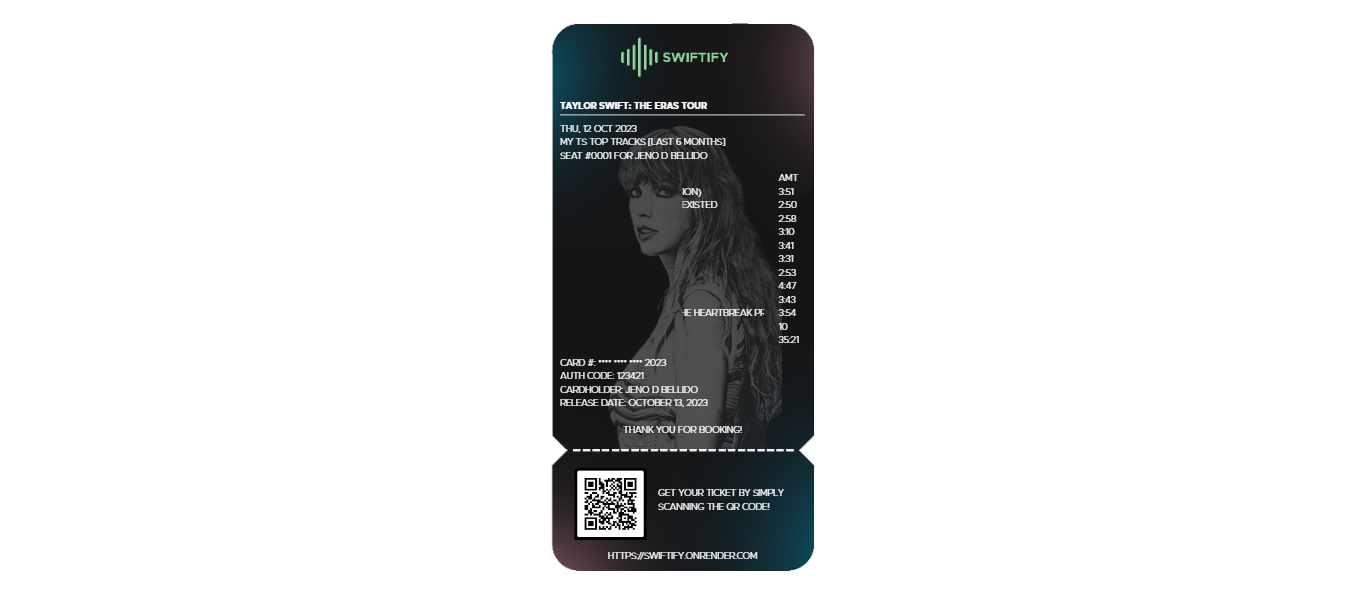 SWIFTIFY
TAYLOR SWIFT: THE ERAS TOUR
THU, 12 OCT 2023
MY TS TOP TRACKS [LAST 6 MONTHS]
SEAT #0001 FOR JENO D BELLIDO
AMT
ION) 3:51
EXISTED 2:50
2:58
3:10
3:41
3:31
2:53
4:47
3:43
HEARTBREAK 3:54
10
35:21
CARD #: **** **** **** 2023
AUTH CODE: 123421
CARDHOLDER: JENO D BELLIDO
RELEASE DATE: OCTOBER 13, 2023
THANK YOU FOR BOOKING!
GET YOUR TICKET BY SIMPLY
SCANNING THE QR CODE!
HTTPS://SWIFTIFY.ONRENDER.COM